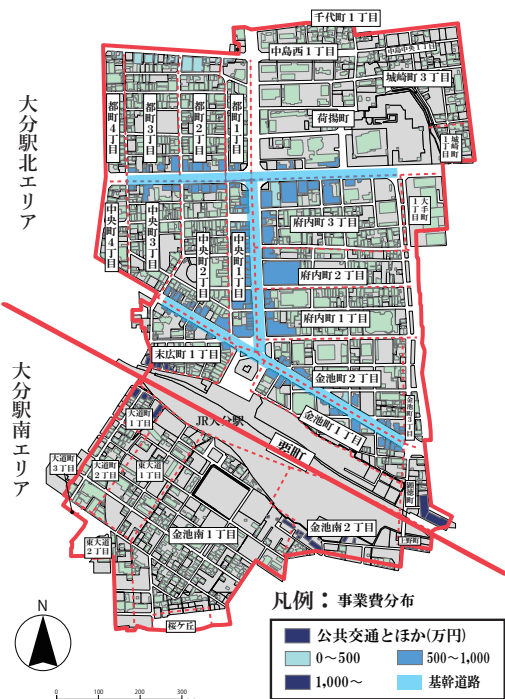 千代町1丁目
中島西1丁目
中島中央1丁目
城崎町3丁目
荷揚町
城崎町1丁目
都町4丁目
都町3丁目
都町2丁目
都町1丁目
大分駅北エリア
大手町1丁目
中央町4丁目
中央町3丁目
中央町2丁目
中央町1丁目
府内町3丁目
府内町2丁目
府内町1丁目
末広町1丁目
金池町2丁目
金池町3丁目
金池町1丁目
大分駅南エリア
JR大分駅
要町
大道町1丁目
大道町3丁目
大道町2丁目
東大道1丁目
東大道2丁目
金池南1丁目
金池南2丁目
顕徳町
上野町
桜ケ丘
凡例：事業費分布
公共交通とほか(万円)
0〜500
500〜1,000
1,000〜
基幹道路
N
0 100 200 300